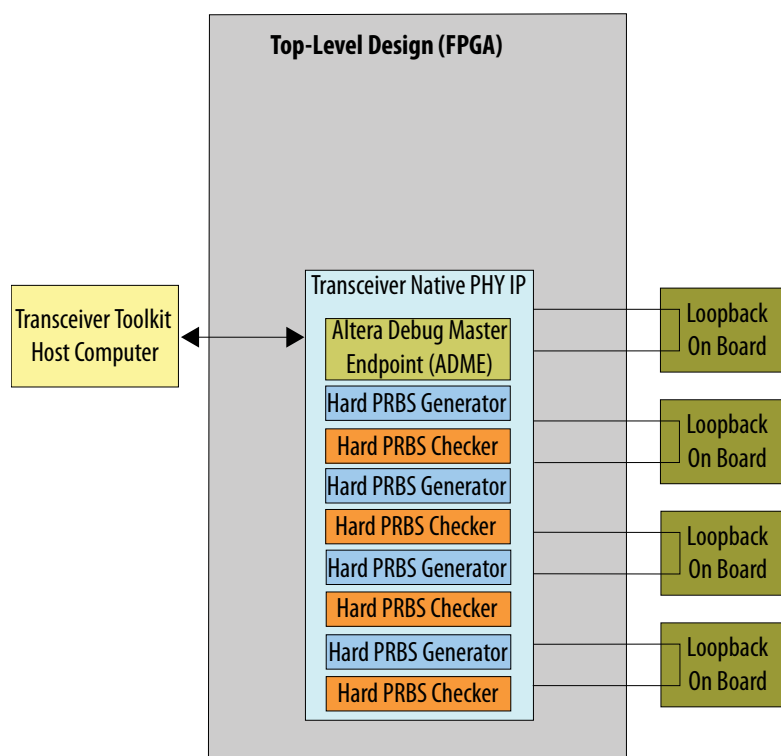 Top-Level Design (FPGA)
Transceiver Toolkit
Host Computer
Transceiver Native PHY IP
Altera Debug Master
Endpoint (ADME)
Hard PRBS Generator
Hard PRBS Checker
Hard PRBS Generator
Hard PRBS Checker
Hard PRBS Generator
Hard PRBS Checker
Hard PRBS Generator
Hard PRBS Checker
Loopback
On Board
Loopback
On Board
Loopback
On Board
Loopback
On Board